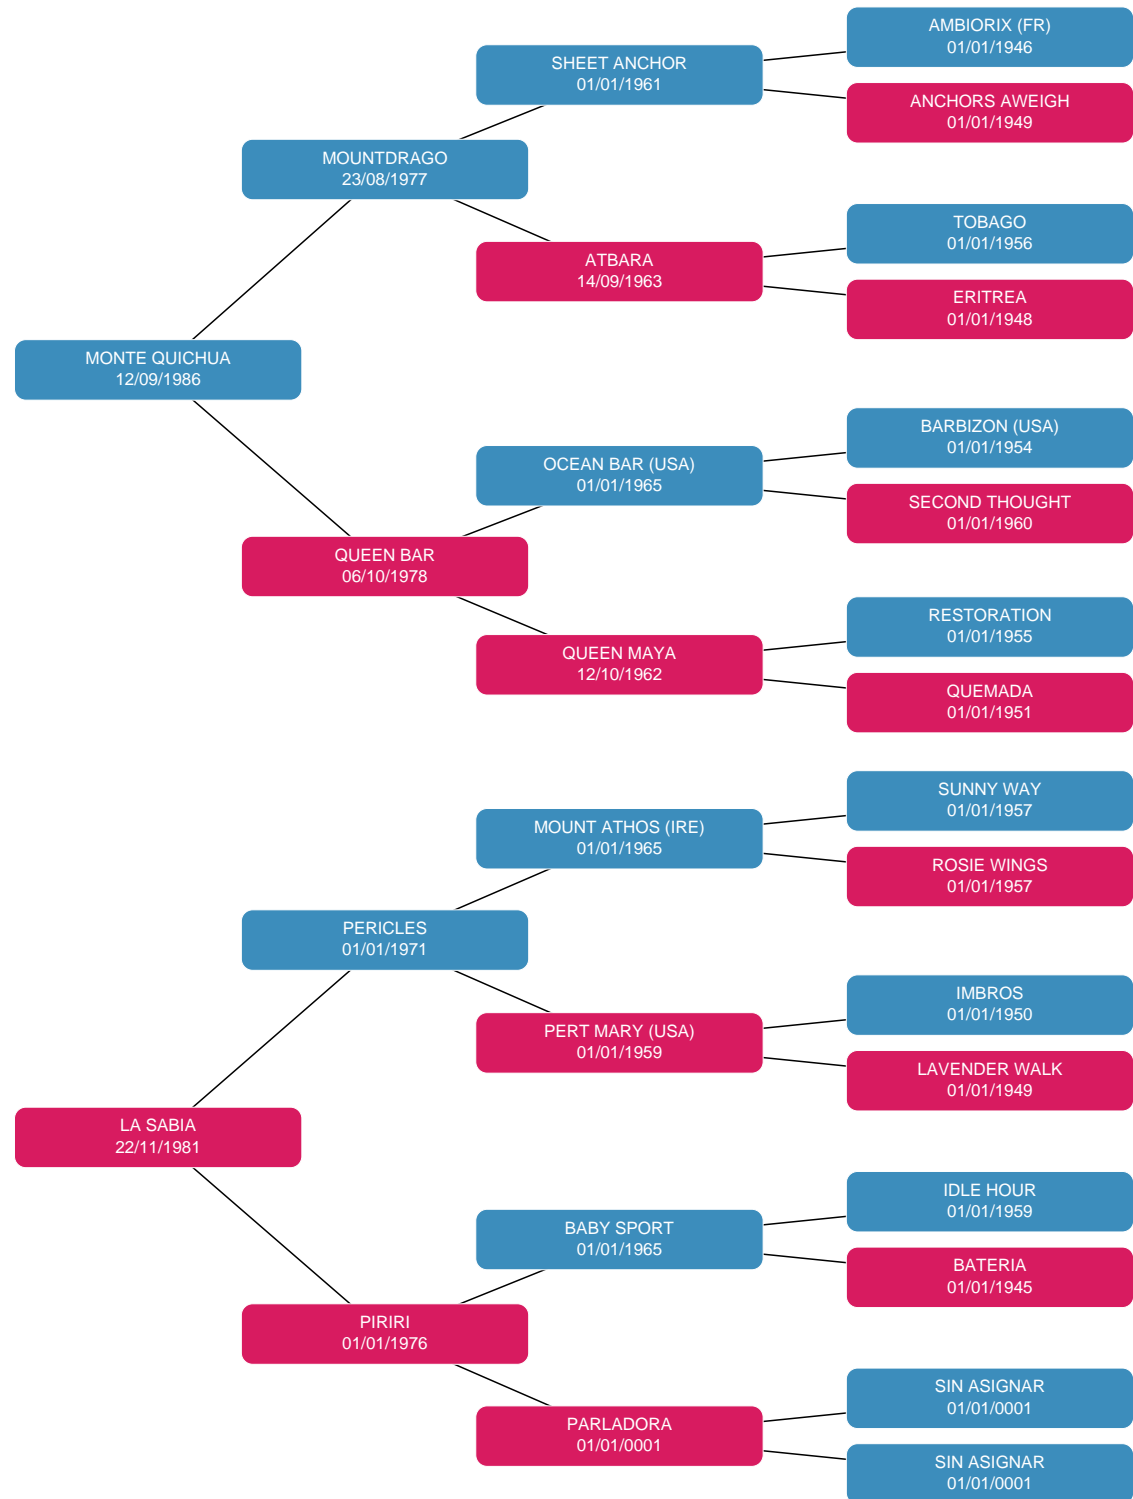 AMBIORIX (FR)
01/01/1946
SHEET ANCHOR
01/01/1961
ANCHORS AWEIGH
01/01/1949
MOUNTDRAGO
23/08/1977
TOBAGO
01/01/1956
ATBARA
14/09/1963
ERITREA
01/01/1948
MONTE QUICHUA
12/09/1986
BARBIZON (USA)
01/01/1954
OCEAN BAR (USA)
01/01/1965
SECOND THOUGHT
01/01/1960
QUEEN BAR
06/10/1978
RESTORATION
01/01/1955
QUEEN MAYA
12/10/1962
QUEMADA
01/01/1951
SUNNY WAY
01/01/1957
MOUNT ATHOS (IRE)
01/01/1965
ROSIE WINGS
01/01/1957
PERICLES
01/01/1971
IMBROS
01/01/1950
PERT MARY (USA)
01/01/1959
LAVENDER WALK
01/01/1949
LA SABIA
22/11/1981
IDLE HOUR
01/01/1959
BABY SPORT
01/01/1965
BATERIA
01/01/1945
PIRIRI
01/01/1976
SIN ASIGNAR
01/01/0001
PARLADORA
01/01/0001
SIN ASIGNAR
01/01/0001